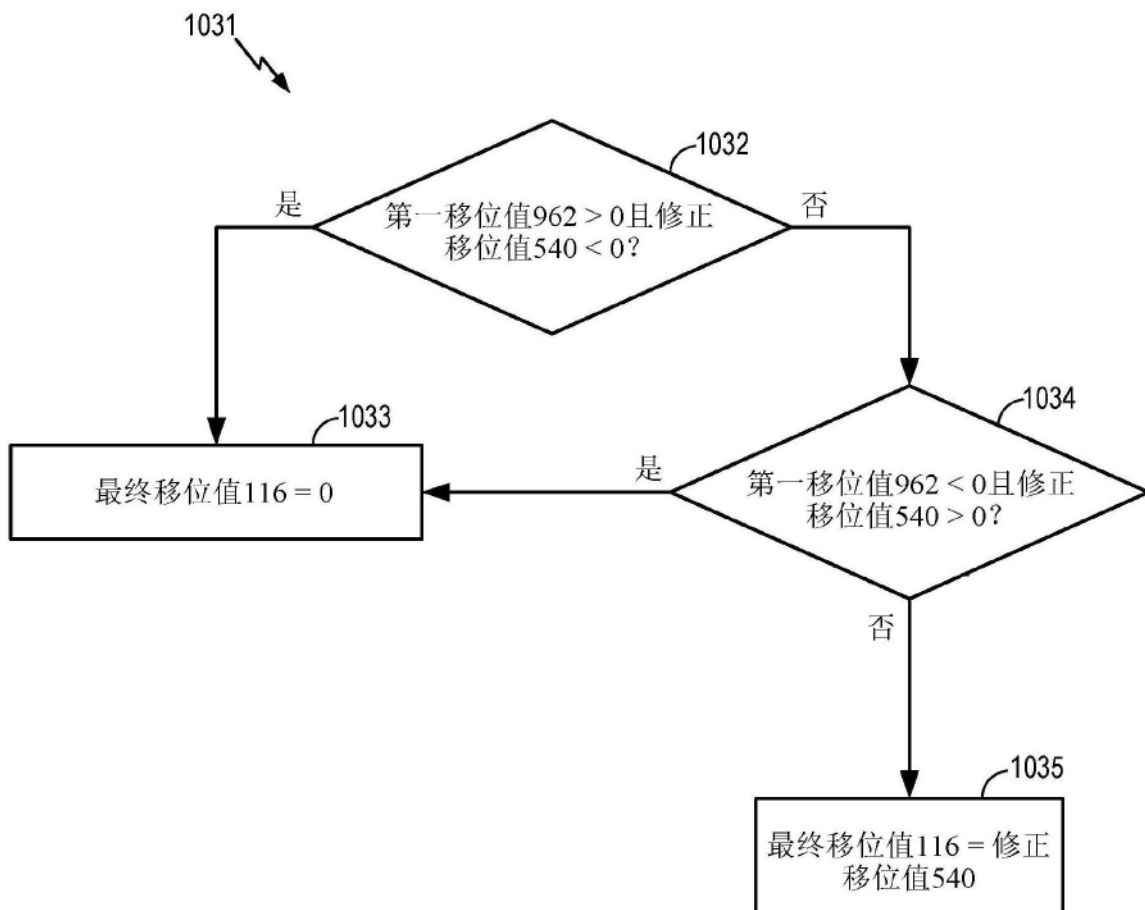 1031
1032
是
否
第一移位值962 > 0且修正
移位值540 < 0?
1033
1034
最终移位值116 = 0
是
第一移位值962 < 0且修正
移位值540 > 0?
否
1035
最终移位值116 = 修正
移位值540